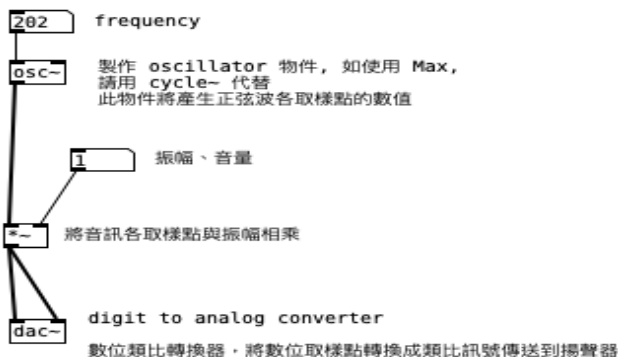 202 frequency
osc~ 製作 oscillator 物件, 如使用 Max,
請用 cycle~ 代替
此物件將產生正弦波各取樣點的數值
1 振幅、音量
*~ 將音訊各取樣點與振幅相乘
digit to analog converter
dac~
數位類比轉換器，將數位取樣點轉換成類比訊號傳送到揚聲器